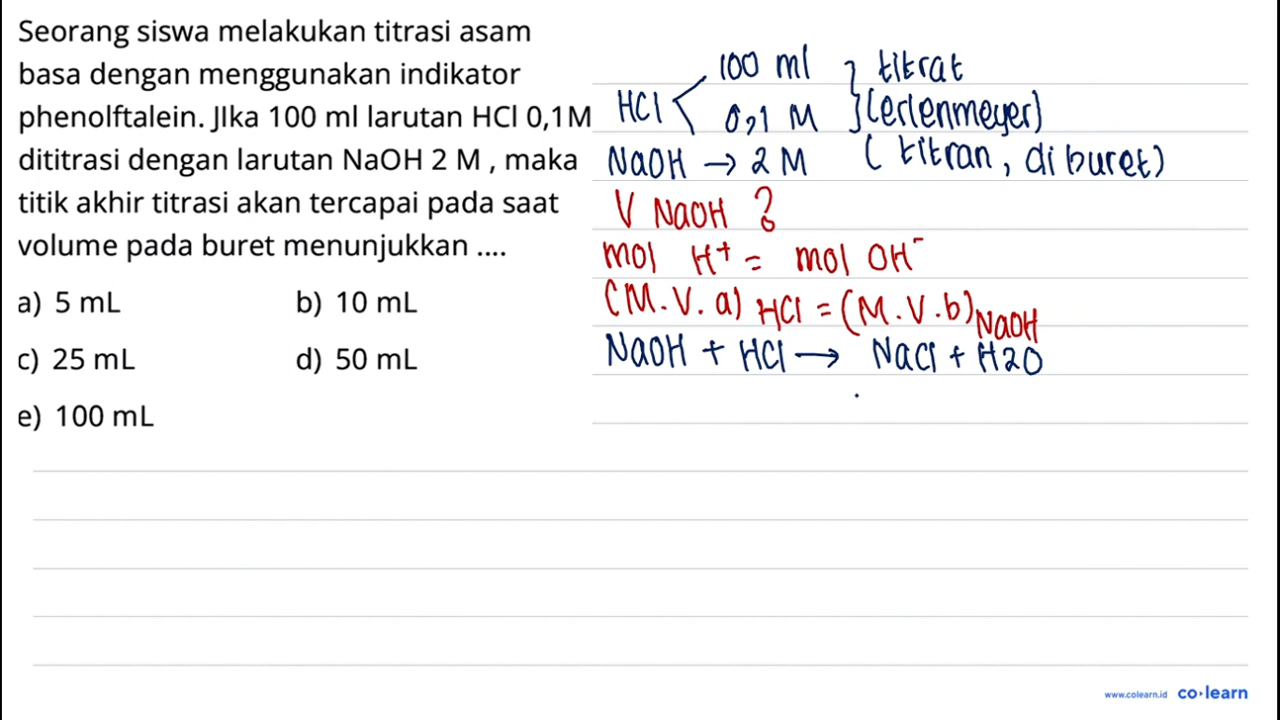 Seorang siswa melakukan titrasi asam
basa dengan menggunakan indikator
phenolftalein. JIka 100 ml larutan HCl 0,1M
dititrasi dengan larutan NaOH 2 M , maka
titik akhir titrasi akan tercapai pada saat
volume pada buret menunjukkan ....
a) 5 mL b) 10 mL
c) 25 mL d) 50 mL
e) 100 mL
HCl < 100 ml } titrat
0,1 M } (erlenmeyer)
NaOH → 2 M ( titran, di buret)
V NaOH ?
mol H⁺ = mol OH⁻
(M.V.a) HCl = (M.V.b) NaOH
NaOH + HCl → NaCl + H2O
www.colearn.id co·learn